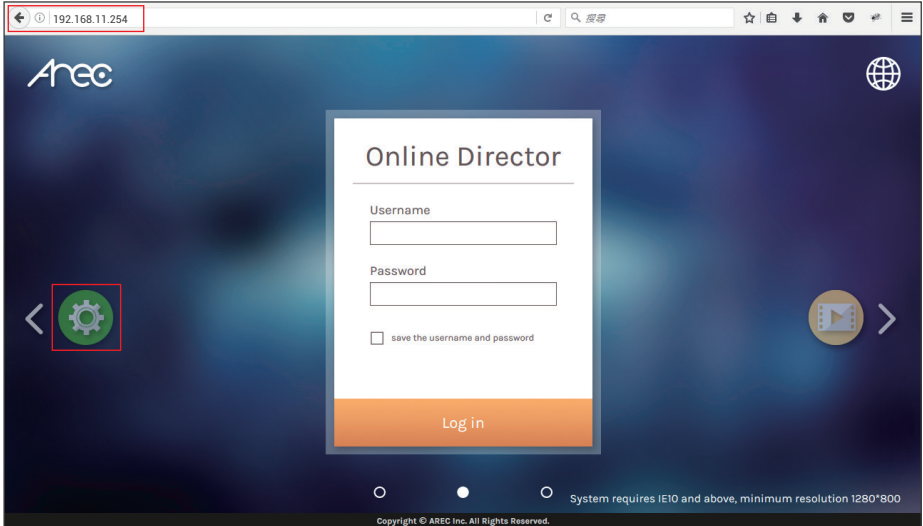 192.168.11.254
搜尋
Arec
Online Director
Username
Password
save the username and password
Log in
System requires IE10 and above, minimum resolution 1280*800
Copyright © AREC Inc. All Rights Reserved.